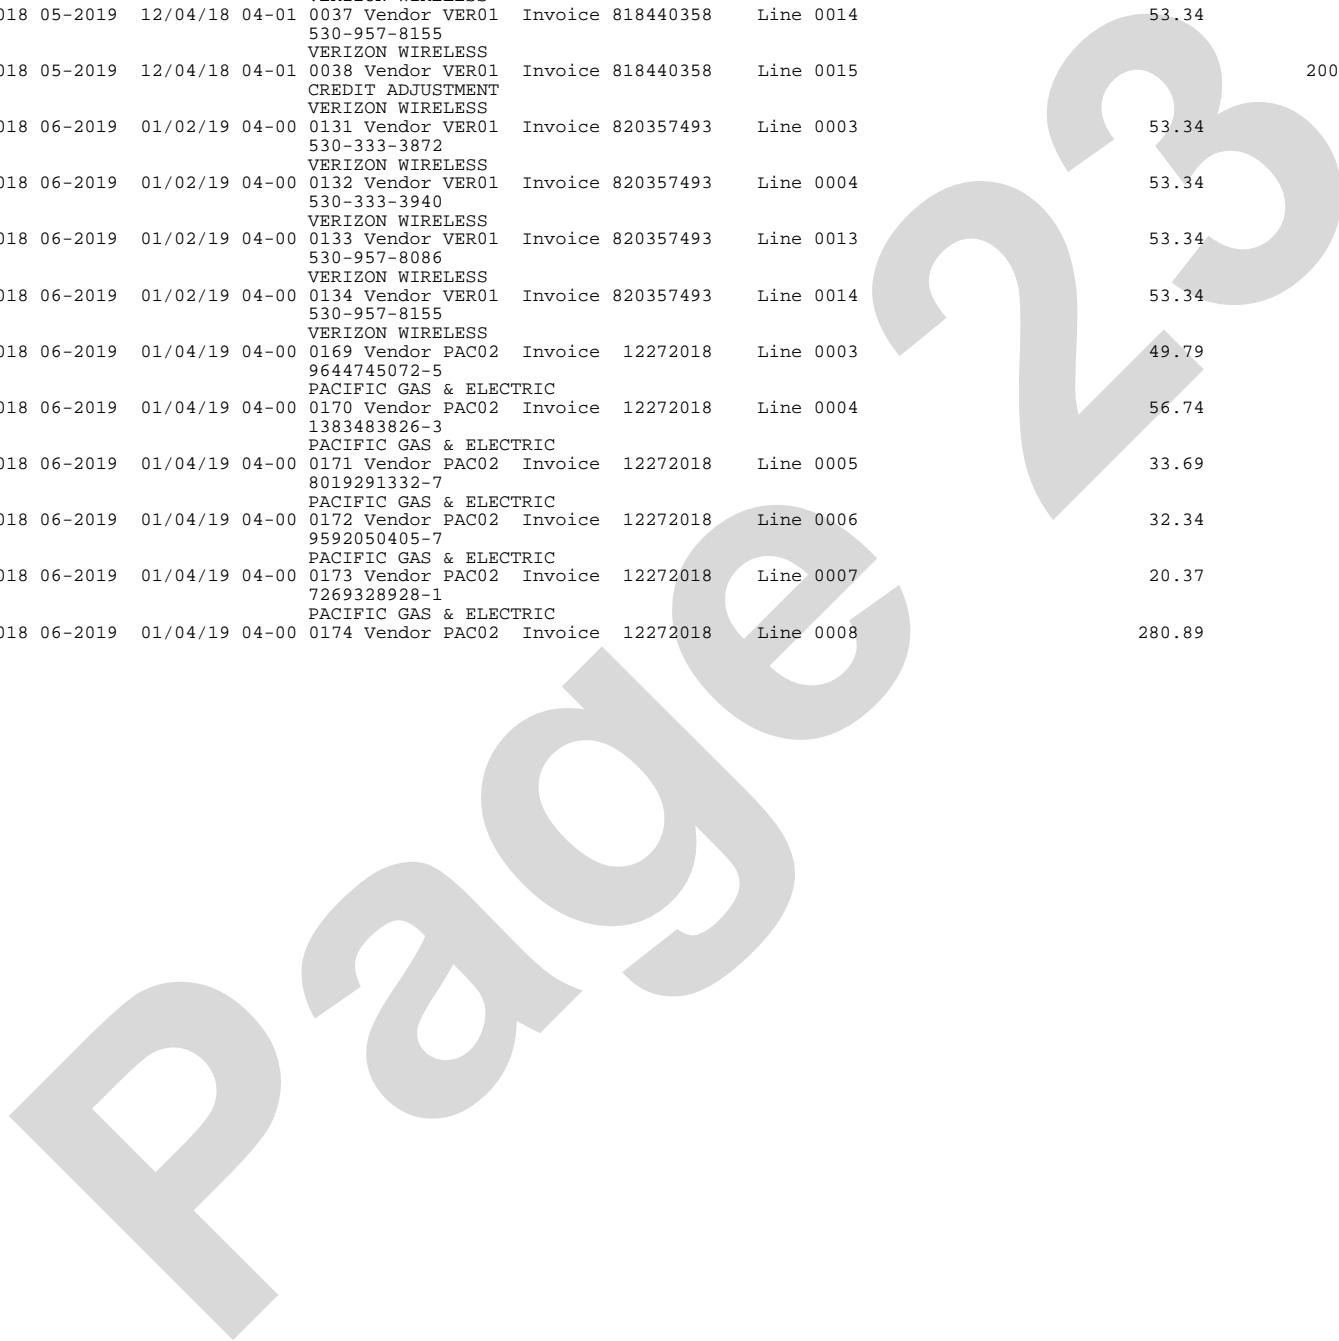 VERIZON WIRELESS
018 05-2019 12/04/18 04-01 0037 Vendor VER01 Invoice 818440358 Line 0014 53.34
530-957-8155
VERIZON WIRELESS
018 05-2019 12/04/18 04-01 0038 Vendor VER01 Invoice 818440358 Line 0015 200
CREDIT ADJUSTMENT
VERIZON WIRELESS
018 06-2019 01/02/19 04-00 0131 Vendor VER01 Invoice 820357493 Line 0003 53.34
530-333-3872
VERIZON WIRELESS
018 06-2019 01/02/19 04-00 0132 Vendor VER01 Invoice 820357493 Line 0004 53.34
530-333-3940
VERIZON WIRELESS
018 06-2019 01/02/19 04-00 0133 Vendor VER01 Invoice 820357493 Line 0013 53.34
530-957-8086
VERIZON WIRELESS
018 06-2019 01/02/19 04-00 0134 Vendor VER01 Invoice 820357493 Line 0014 53.34
530-957-8155
VERIZON WIRELESS
018 06-2019 01/04/19 04-00 0169 Vendor PAC02 Invoice 12272018 Line 0003 49.79
9644745072-5
PACIFIC GAS & ELECTRIC
018 06-2019 01/04/19 04-00 0170 Vendor PAC02 Invoice 12272018 Line 0004 56.74
1383483826-3
PACIFIC GAS & ELECTRIC
018 06-2019 01/04/19 04-00 0171 Vendor PAC02 Invoice 12272018 Line 0005 33.69
8019291332-7
PACIFIC GAS & ELECTRIC
018 06-2019 01/04/19 04-00 0172 Vendor PAC02 Invoice 12272018 Line 0006 32.34
9592050405-7
PACIFIC GAS & ELECTRIC
018 06-2019 01/04/19 04-00 0173 Vendor PAC02 Invoice 12272018 Line 0007 20.37
7269328928-1
PACIFIC GAS & ELECTRIC
018 06-2019 01/04/19 04-00 0174 Vendor PAC02 Invoice 12272018 Line 0008 280.89
Page 23